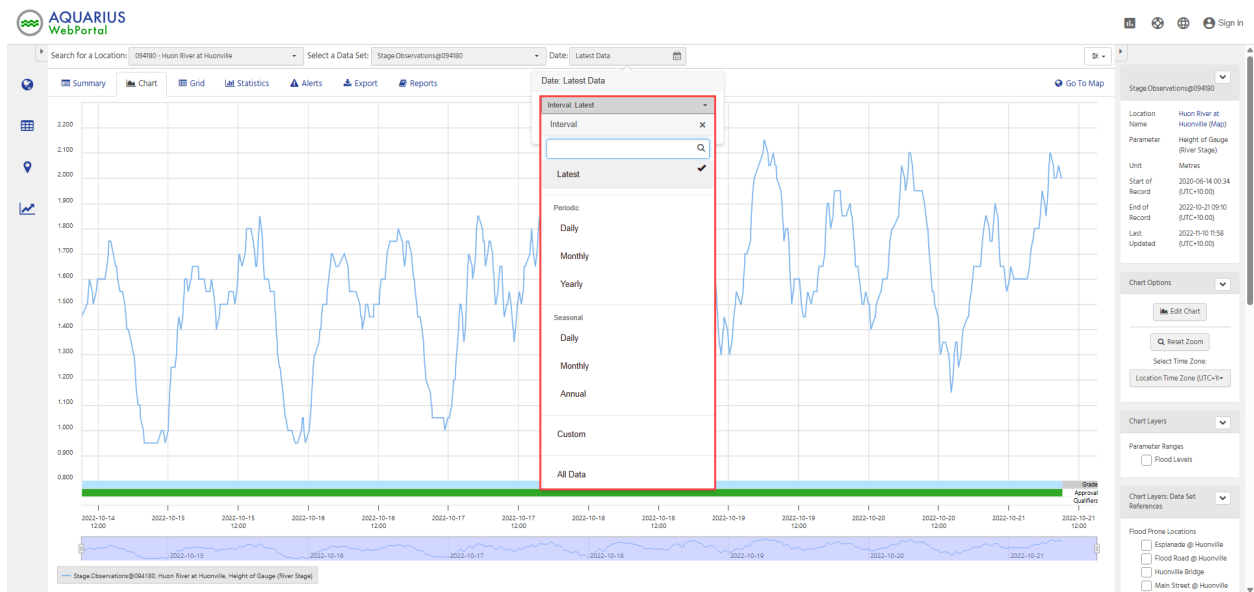 AQUARIUS
WebPortal
Sign in
Search for a Location: 094180 - Huon River at Huonville
Select a Data Set: Stage.Observations@094180
Date: Latest Data
Summary
Chart
Grid
Statistics
Alerts
Export
Reports
Go To Map
Date: Latest Data
Interval: Latest
Interval
Latest
Periodic
Daily
Monthly
Yearly
Seasonal
Daily
Monthly
Annual
Custom
All Data
2.200
2.100
2.000
1.900
1.800
1.700
1.600
1.500
1.400
1.300
1.200
1.100
1.000
0.900
0.800
Grade
Approval
Qualifiers
2022-10-14 12:00
2022-10-15
2022-10-15 12:00
2022-10-16
2022-10-16 12:00
2022-10-17
2022-10-17 12:00
2022-10-18
2022-10-18 12:00
2022-10-19
2022-10-19 12:00
2022-10-20
2022-10-20 12:00
2022-10-21
2022-10-21 12:00
2022-10-15
2022-10-16
2022-10-17
2022-10-18
2022-10-19
2022-10-20
2022-10-21
Stage.Observations@094180, Huon River at Huonville, Height of Gauge (River Stage)
Stage.Observations@094180
Location Name
Huon River at Huonville (Map)
Parameter
Height of Gauge (River Stage)
Unit
Metres
Start of Record
2020-06-14 00:34 (UTC+10:00)
End of Record
2022-10-21 09:10 (UTC+10:00)
Last Updated
2022-11-10 11:58 (UTC+10:00)
Chart Options
Edit Chart
Reset Zoom
Select Time Zone:
Location Time Zone (UTC+1
Chart Layers
Parameter Ranges
Flood Levels
Chart Layers: Data Set References
Flood Prone Locations
Esplanade @ Huonville
Flood Road @ Huonville
Huonville Bridge
Main Street @ Huonville